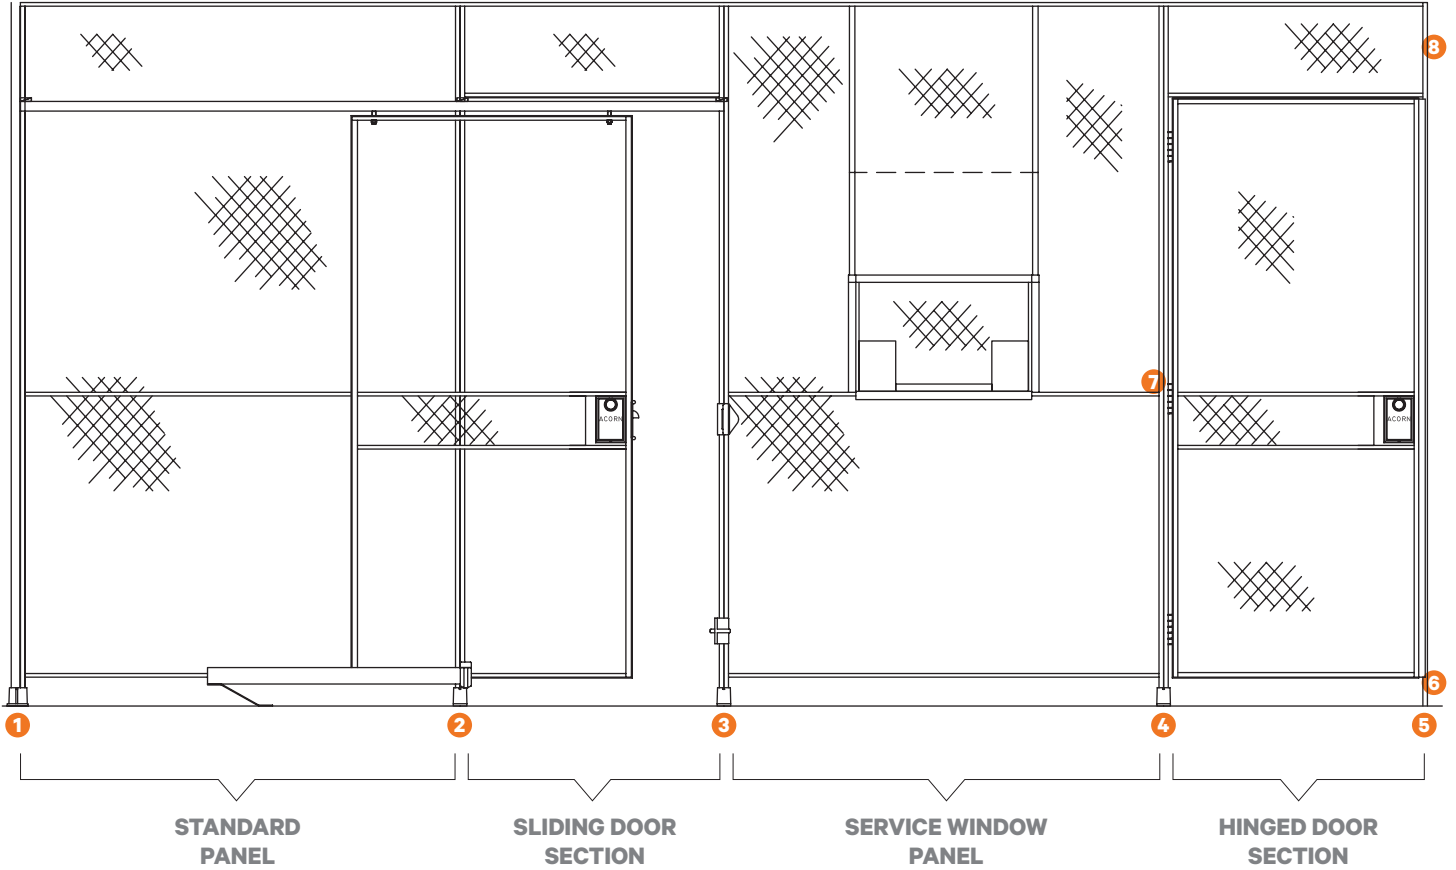 8
7
ACORN
ACORN
6
1
2
3
4
5
STANDARD
PANEL
SLIDING DOOR
SECTION
SERVICE WINDOW
PANEL
HINGED DOOR
SECTION